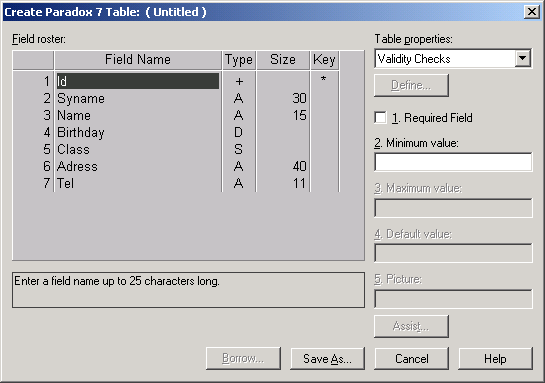 Create Paradox 7 Table: ( Untitled )
Field roster:
Field Name Type Size Key
1 Id + *
2 Syname A 30
3 Name A 15
4 Birthday D
5 Class S
6 Adress A 40
7 Tel A 11
Enter a field name up to 25 characters long.
Table properties:
Validity Checks
Define...
1. Required Field
2. Minimum value:
3. Maximum value:
4. Default value:
5. Picture:
Assist...
Borrow... Save As... Cancel Help